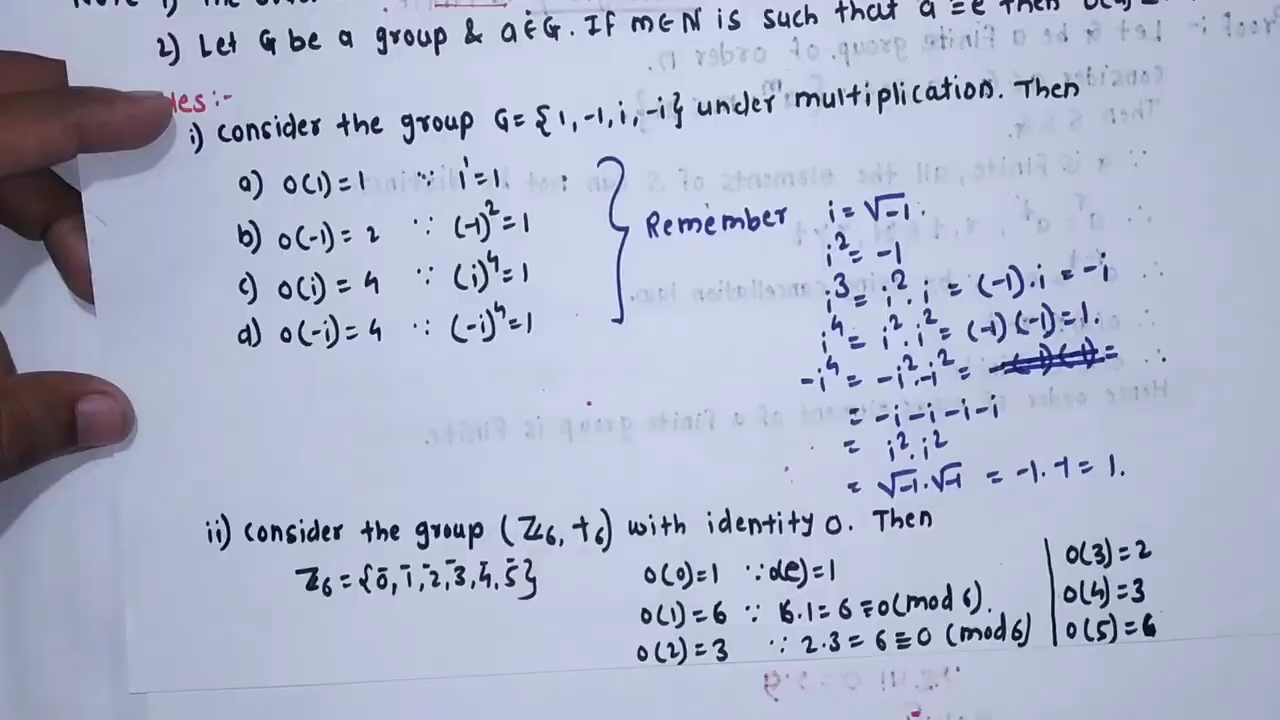 2) Let G be a group & a∈G. If m∈N is such that a = e then
les:-
i) consider the group G= {1, -1, i, -i} under multiplication. Then
a) o(1)=1 ∵ 1¹=1
b) o(-1)= 2 ∵ (-1)²=1
c) o(i)= 4 ∵ (i)⁴=1
d) o(-i)=4 ∵ (-i)⁴=1
Remember i = √-1.
i² = -1
i³ = i².i = (-1).i = -i
i⁴ = i².i² = (-1)(-1)=1.
-i⁴ = -i².-i² =
= -i-i-i-i
= i².i²
= √-1.√-1 = -1.-1 = 1.
ii) consider the group (Z₆, +₆) with identity 0. Then
Z₆ = {0̄, 1̄, 2̄, 3̄, 4̄, 5̄}
o(0)=1 ∵ o(e)=1
o(1)=6 ∵ 6.1=6≡0(mod 6).
o(2)=3 ∵ 2.3=6≡0 (mod 6)
o(3)=2
o(4)=3
o(5)=6